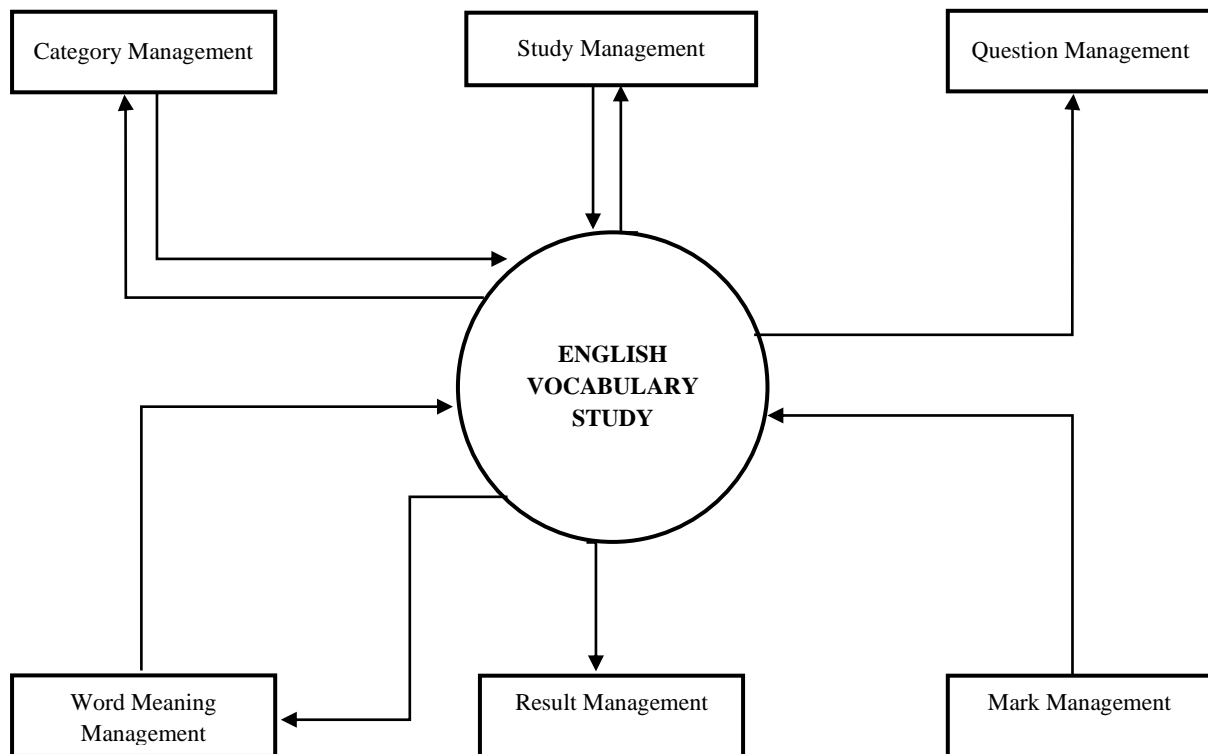 Category Management
Study Management
Question Management
ENGLISH
VOCABULARY
STUDY
Word Meaning
Management
Result Management
Mark Management